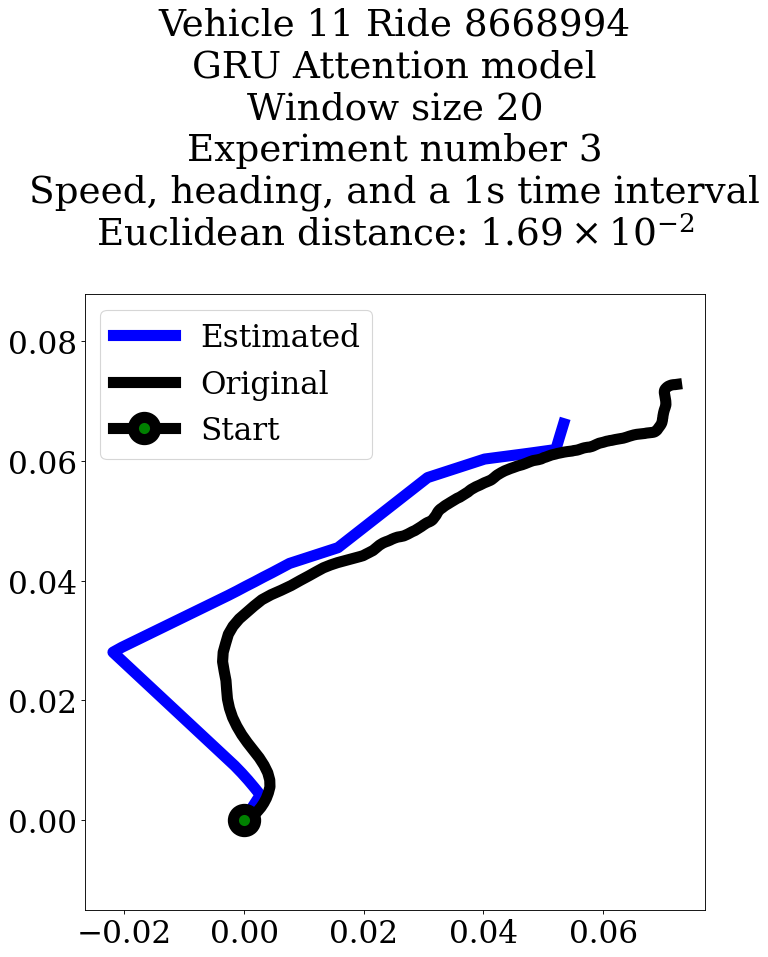 Vehicle 11 Ride 8668994
GRU Attention model
Window size 20
Experiment number 3
Speed, heading, and a 1s time interval
Euclidean distance: 1.69 × 10⁻²
Estimated
Original
Start
0.08
0.06
0.04
0.02
0.00
−0.02 0.00 0.02 0.04 0.06